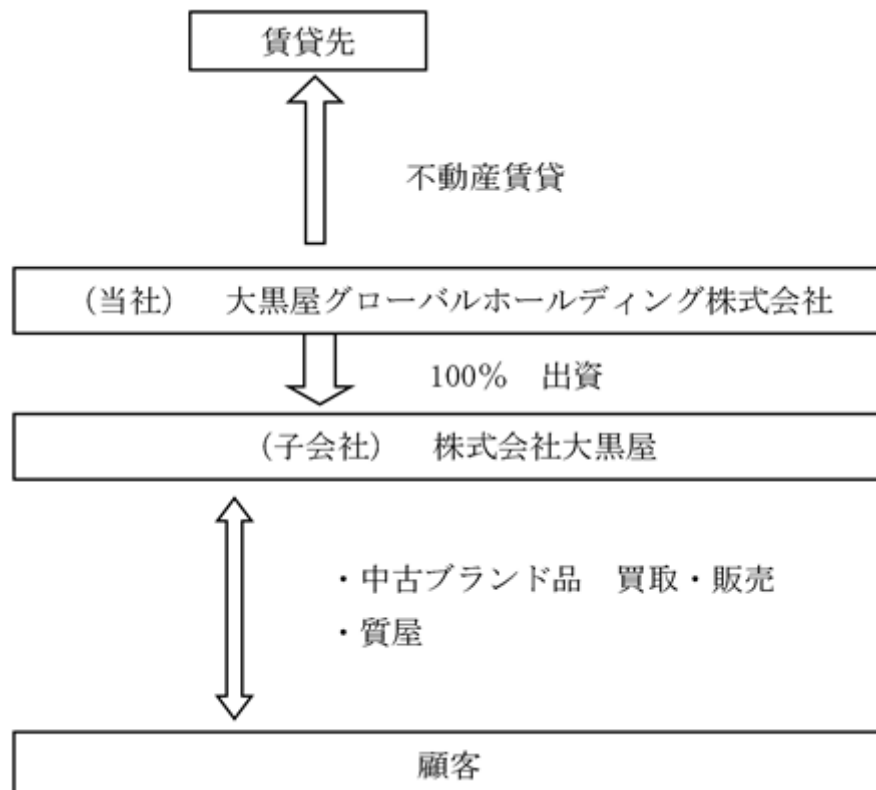 賃貸先
不動産賃貸
（当社）　大黒屋グローバルホールディング株式会社
100%　出資
（子会社）　株式会社大黒屋
・中古ブランド品　買取・販売
・質屋
顧客